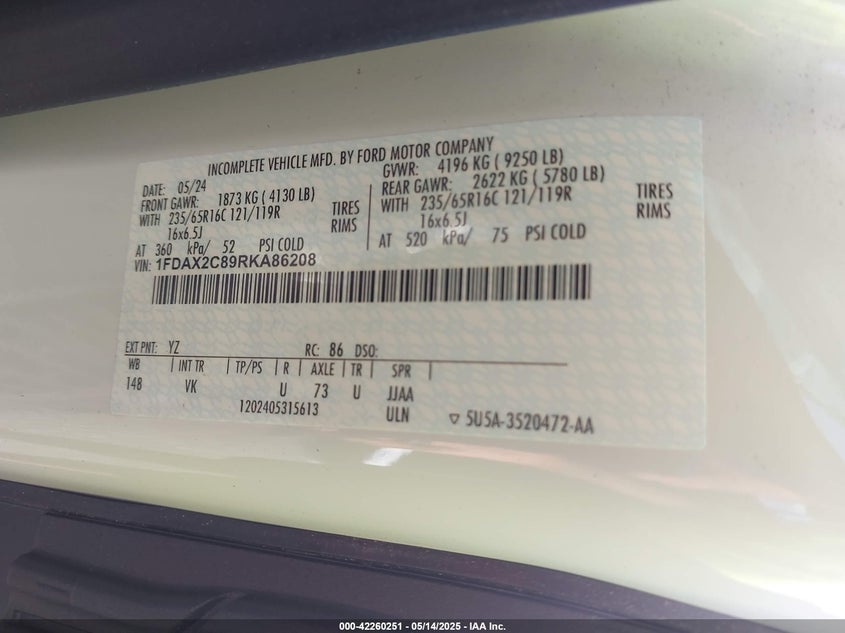 INCOMPLETE VEHICLE MFD. BY FORD MOTOR COMPANY
DATE: 05/24 GVWR: 4196 KG ( 9250 LB)
FRONT GAWR: 1873 KG ( 4130 LB) REAR GAWR: 2622 KG ( 5780 LB)
WITH 235/65R16C 121/119R TIRES WITH 235/65R16C 121/119R TIRES
16x6.5J RIMS 16x6.5J RIMS
AT 360 kPa/ 52 PSI COLD AT 520 kPa/ 75 PSI COLD
VIN: 1FDAX2C89RKA86208
EXT PNT: YZ RC: 86 DSO:
WB INT TR TP/PS R AXLE TR SPR
148 VK U 73 U JJAA
1202405315613 ULN ▽ 5U5A-3520472-AA
000-42260251 - 05/14/2025 - IAA Inc.